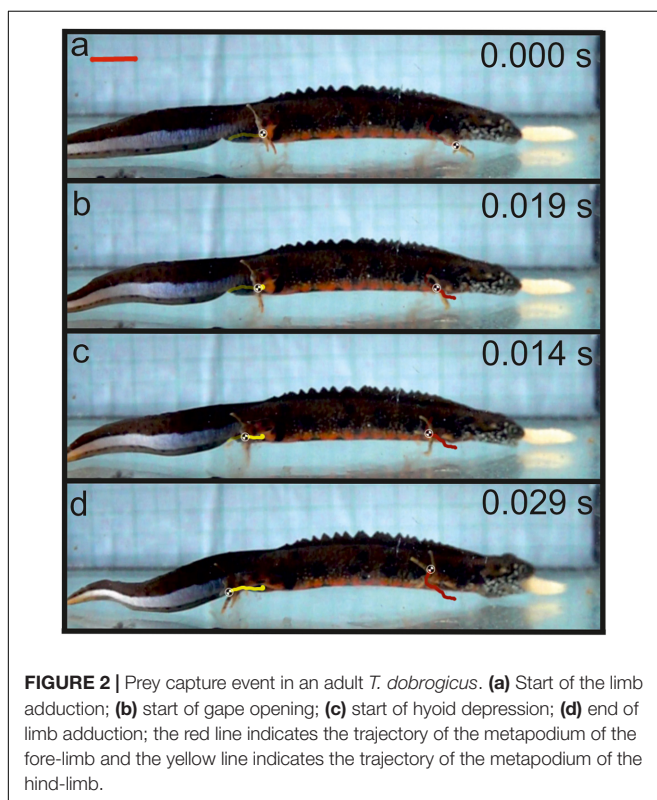 a
0.000 s
b
0.019 s
c
0.014 s
d
0.029 s
FIGURE 2 | Prey capture event in an adult T. dobrogicus. (a) Start of the limb
adduction; (b) start of gape opening; (c) start of hyoid depression; (d) end of
limb adduction; the red line indicates the trajectory of the metapodium of the
fore-limb and the yellow line indicates the trajectory of the metapodium of the
hind-limb.